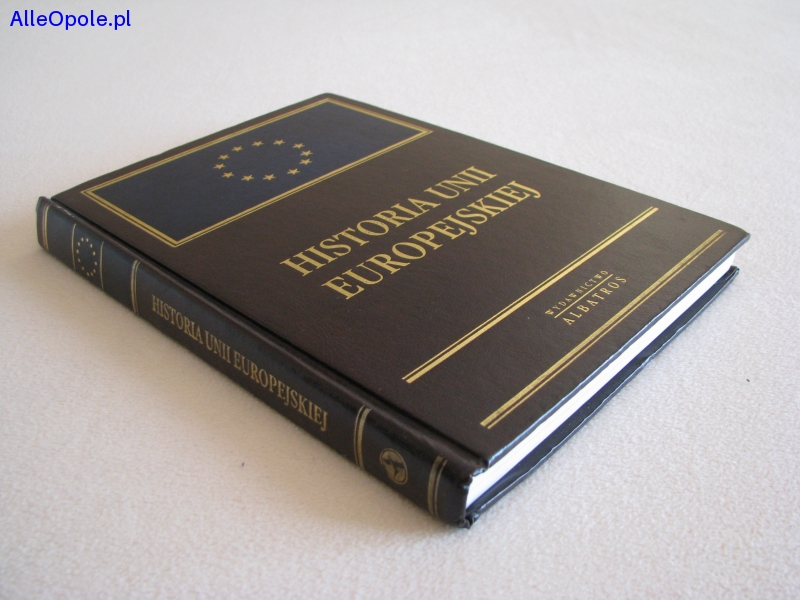 AlleOpole.pl
HISTORIA UNII
EUROPEJSKIEJ
WYDAWNICTWO
ALBATROS
HISTORIA UNII EUROPEJSKIEJ